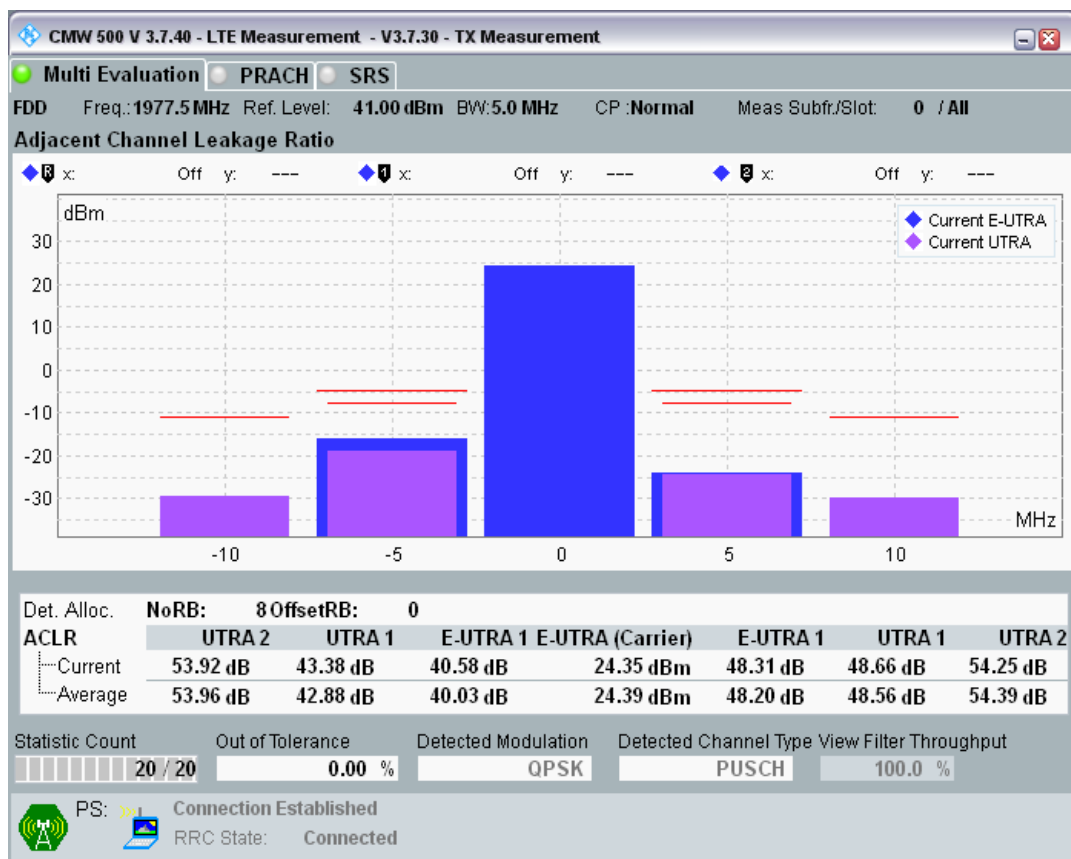 CMW 500 V 3.7.40 - LTE Measurement - V3.7.30 - TX Measurement
Multi Evaluation PRACH SRS
FDD Freq.: 1977.5 MHz Ref. Level: 41.00 dBm BW: 5.0 MHz CP : Normal Meas Subfr./Slot: 0 / All
Adjacent Channel Leakage Ratio
R x: Off y: --- 1 x: Off y: --- 2 x: Off y: ---
dBm
Current E-UTRA
Current UTRA
30
20
10
0
-10
-20
-30
MHz
-10 -5 0 5 10
Det. Alloc. NoRB: 8 OffsetRB: 0
ACLR UTRA 2 UTRA 1 E-UTRA 1 E-UTRA (Carrier) E-UTRA 1 UTRA 1 UTRA 2
Current 53.92 dB 43.38 dB 40.58 dB 24.35 dBm 48.31 dB 48.66 dB 54.25 dB
Average 53.96 dB 42.88 dB 40.03 dB 24.39 dBm 48.20 dB 48.56 dB 54.39 dB
Statistic Count Out of Tolerance Detected Modulation Detected Channel Type View Filter Throughput
20 / 20 0.00 % QPSK PUSCH 100.0 %
PS: Connection Established
RRC State: Connected